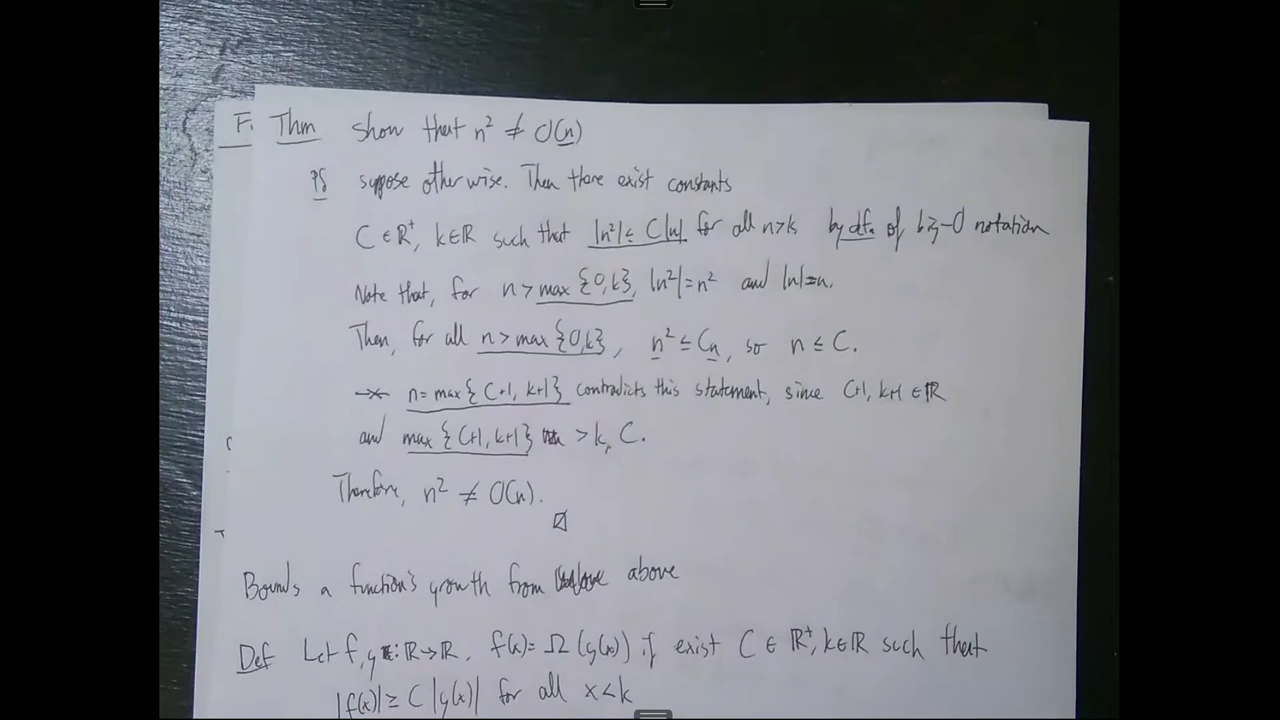 F. Thm Show that n² ≠ O(n)
Pf Suppose otherwise. Then there exist constants
C ∈ ℝ⁺, k∈ℝ such that |n²| ≤ C|n| for all n>k by dfn of big-O notation
Note that, for n > max {0,k}, |n²|=n² and |n|=n.
Then, for all n > max {0,k}, n² ≤ Cn, so n ≤ C.
→← n = max{ C+1, k+1} contradicts this statement, since C+1, k+1 ∈ ℝ
and max {C+1, k+1} > k, C.
Therefore, n² ≠ O(n).
Bounds a function's growth from above
Def Let f,g : ℝ→ℝ. f(x)= Ω (g(x)) if exist C ∈ ℝ⁺, k∈ℝ such that
|f(x)| ≥ C |g(x)| for all x<k